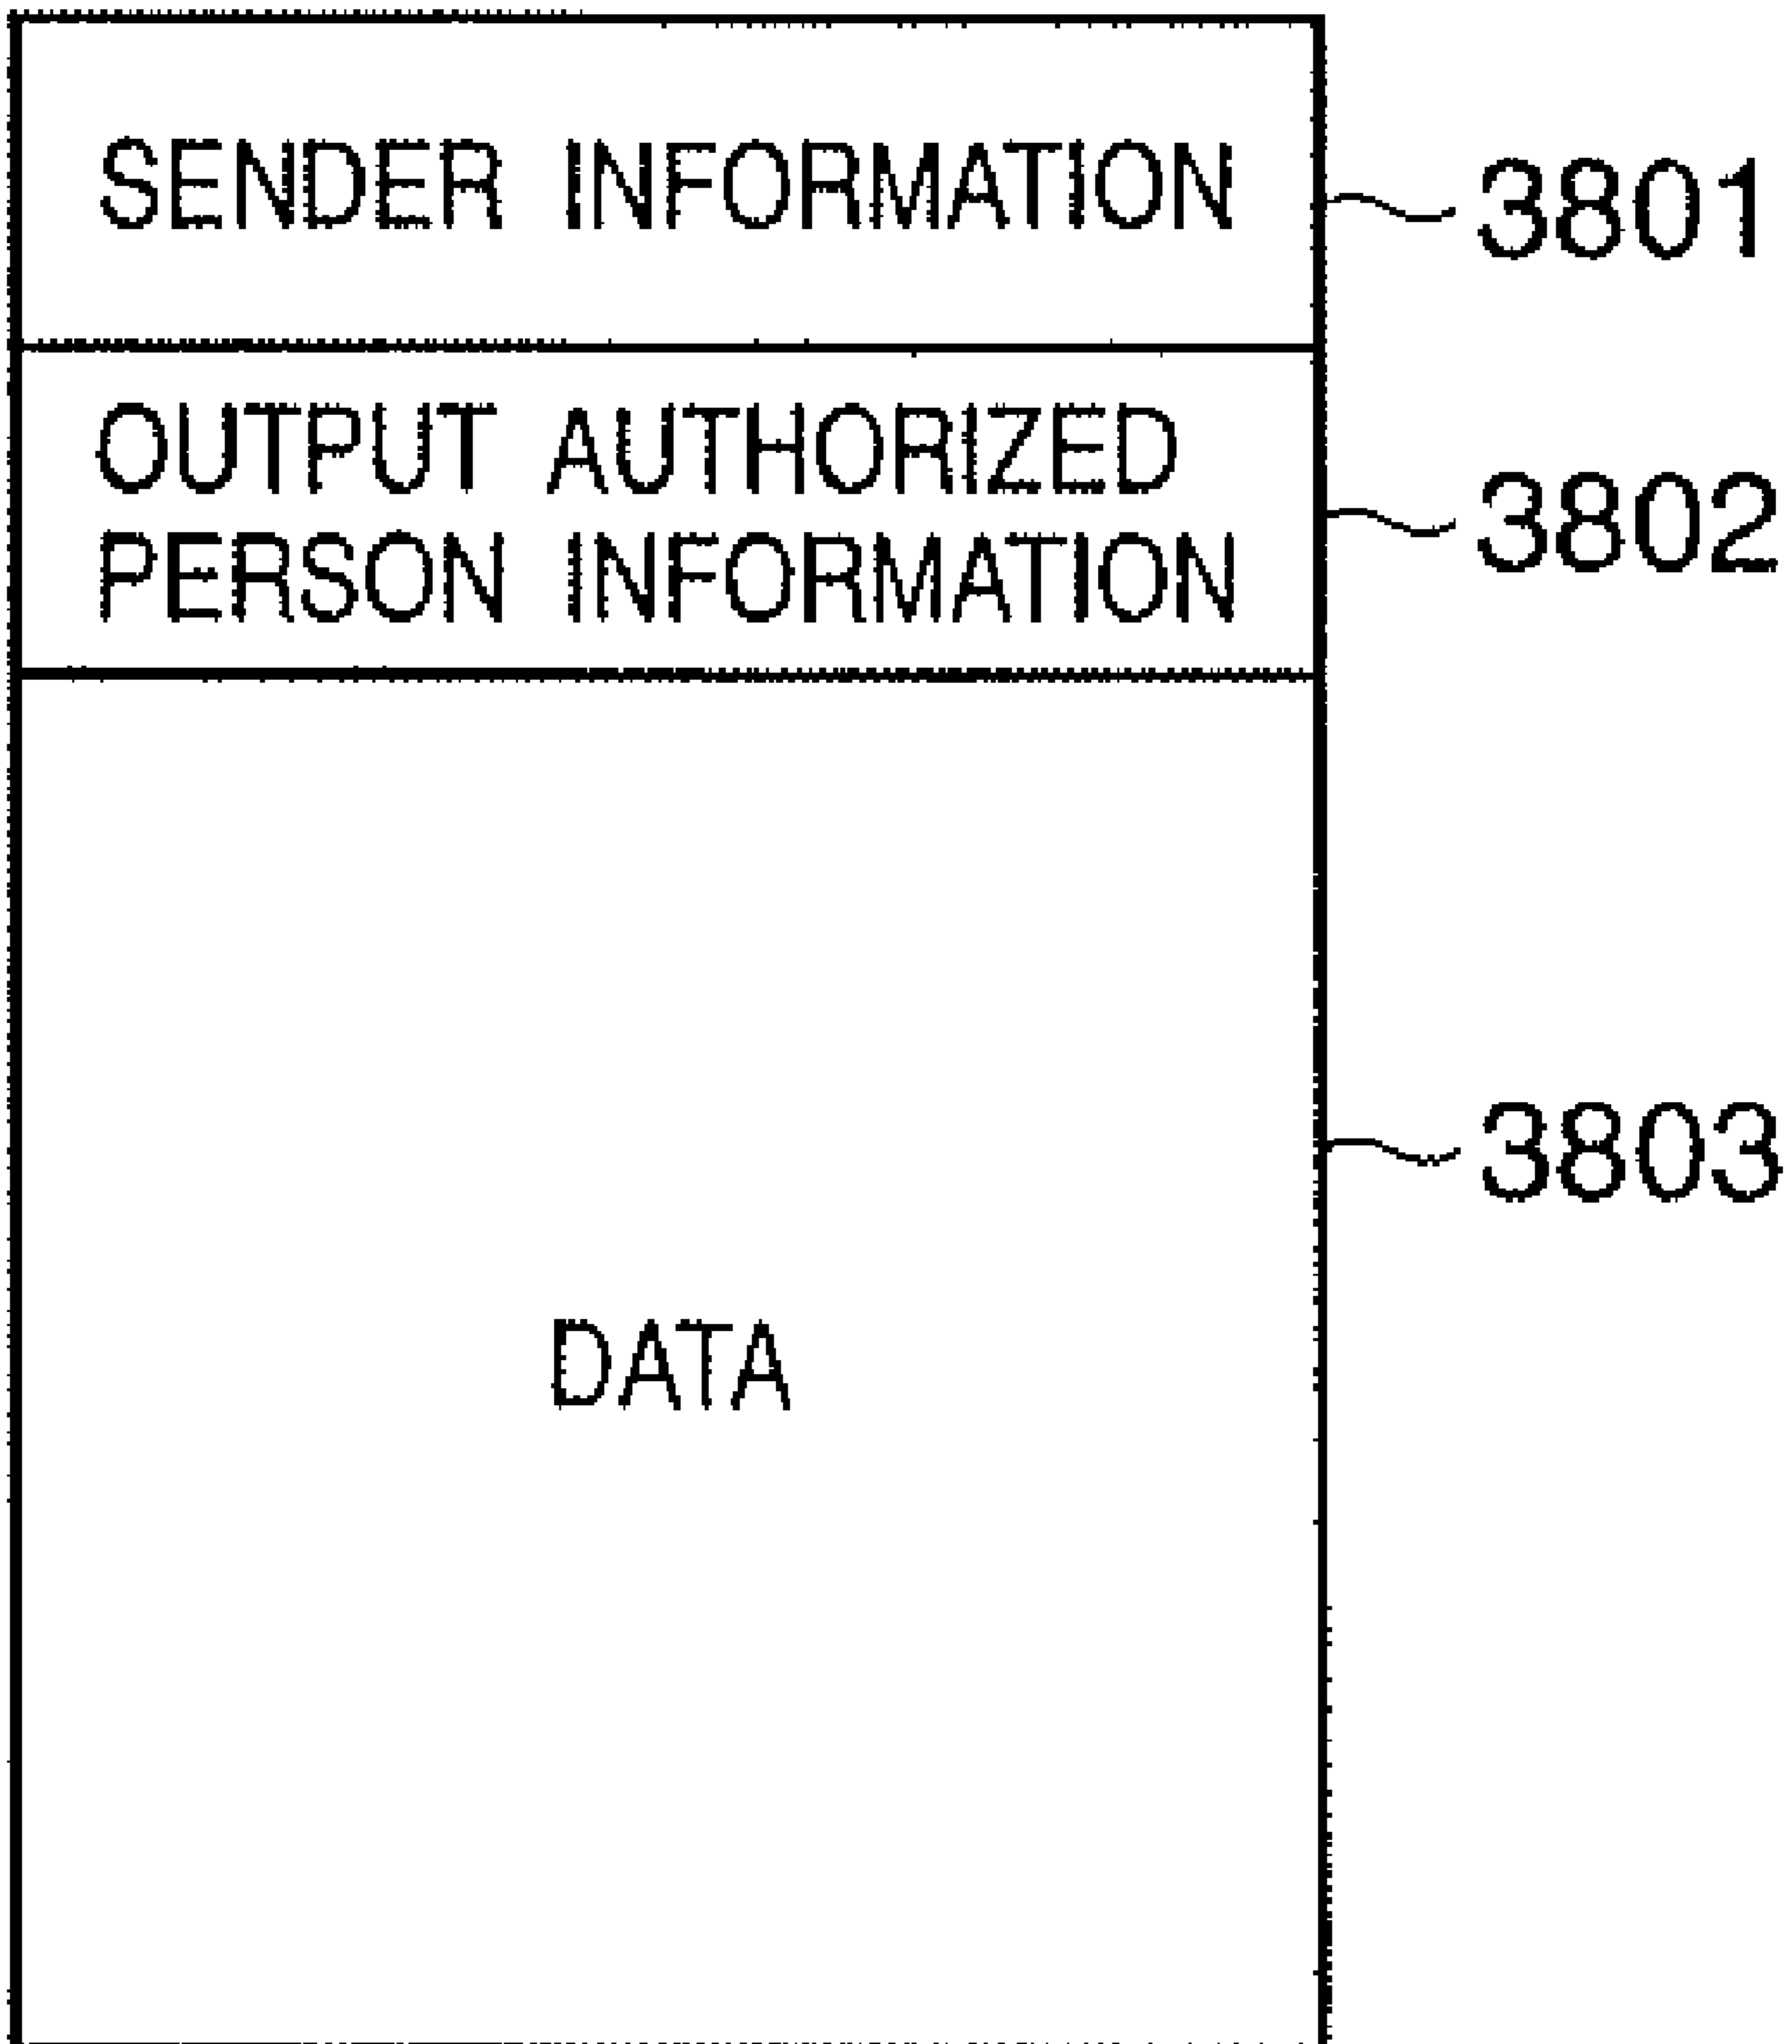 SENDER INFORMATION
3801
OUTPUT AUTHORIZED
PERSON INFORMATION
3802
3803
DATA